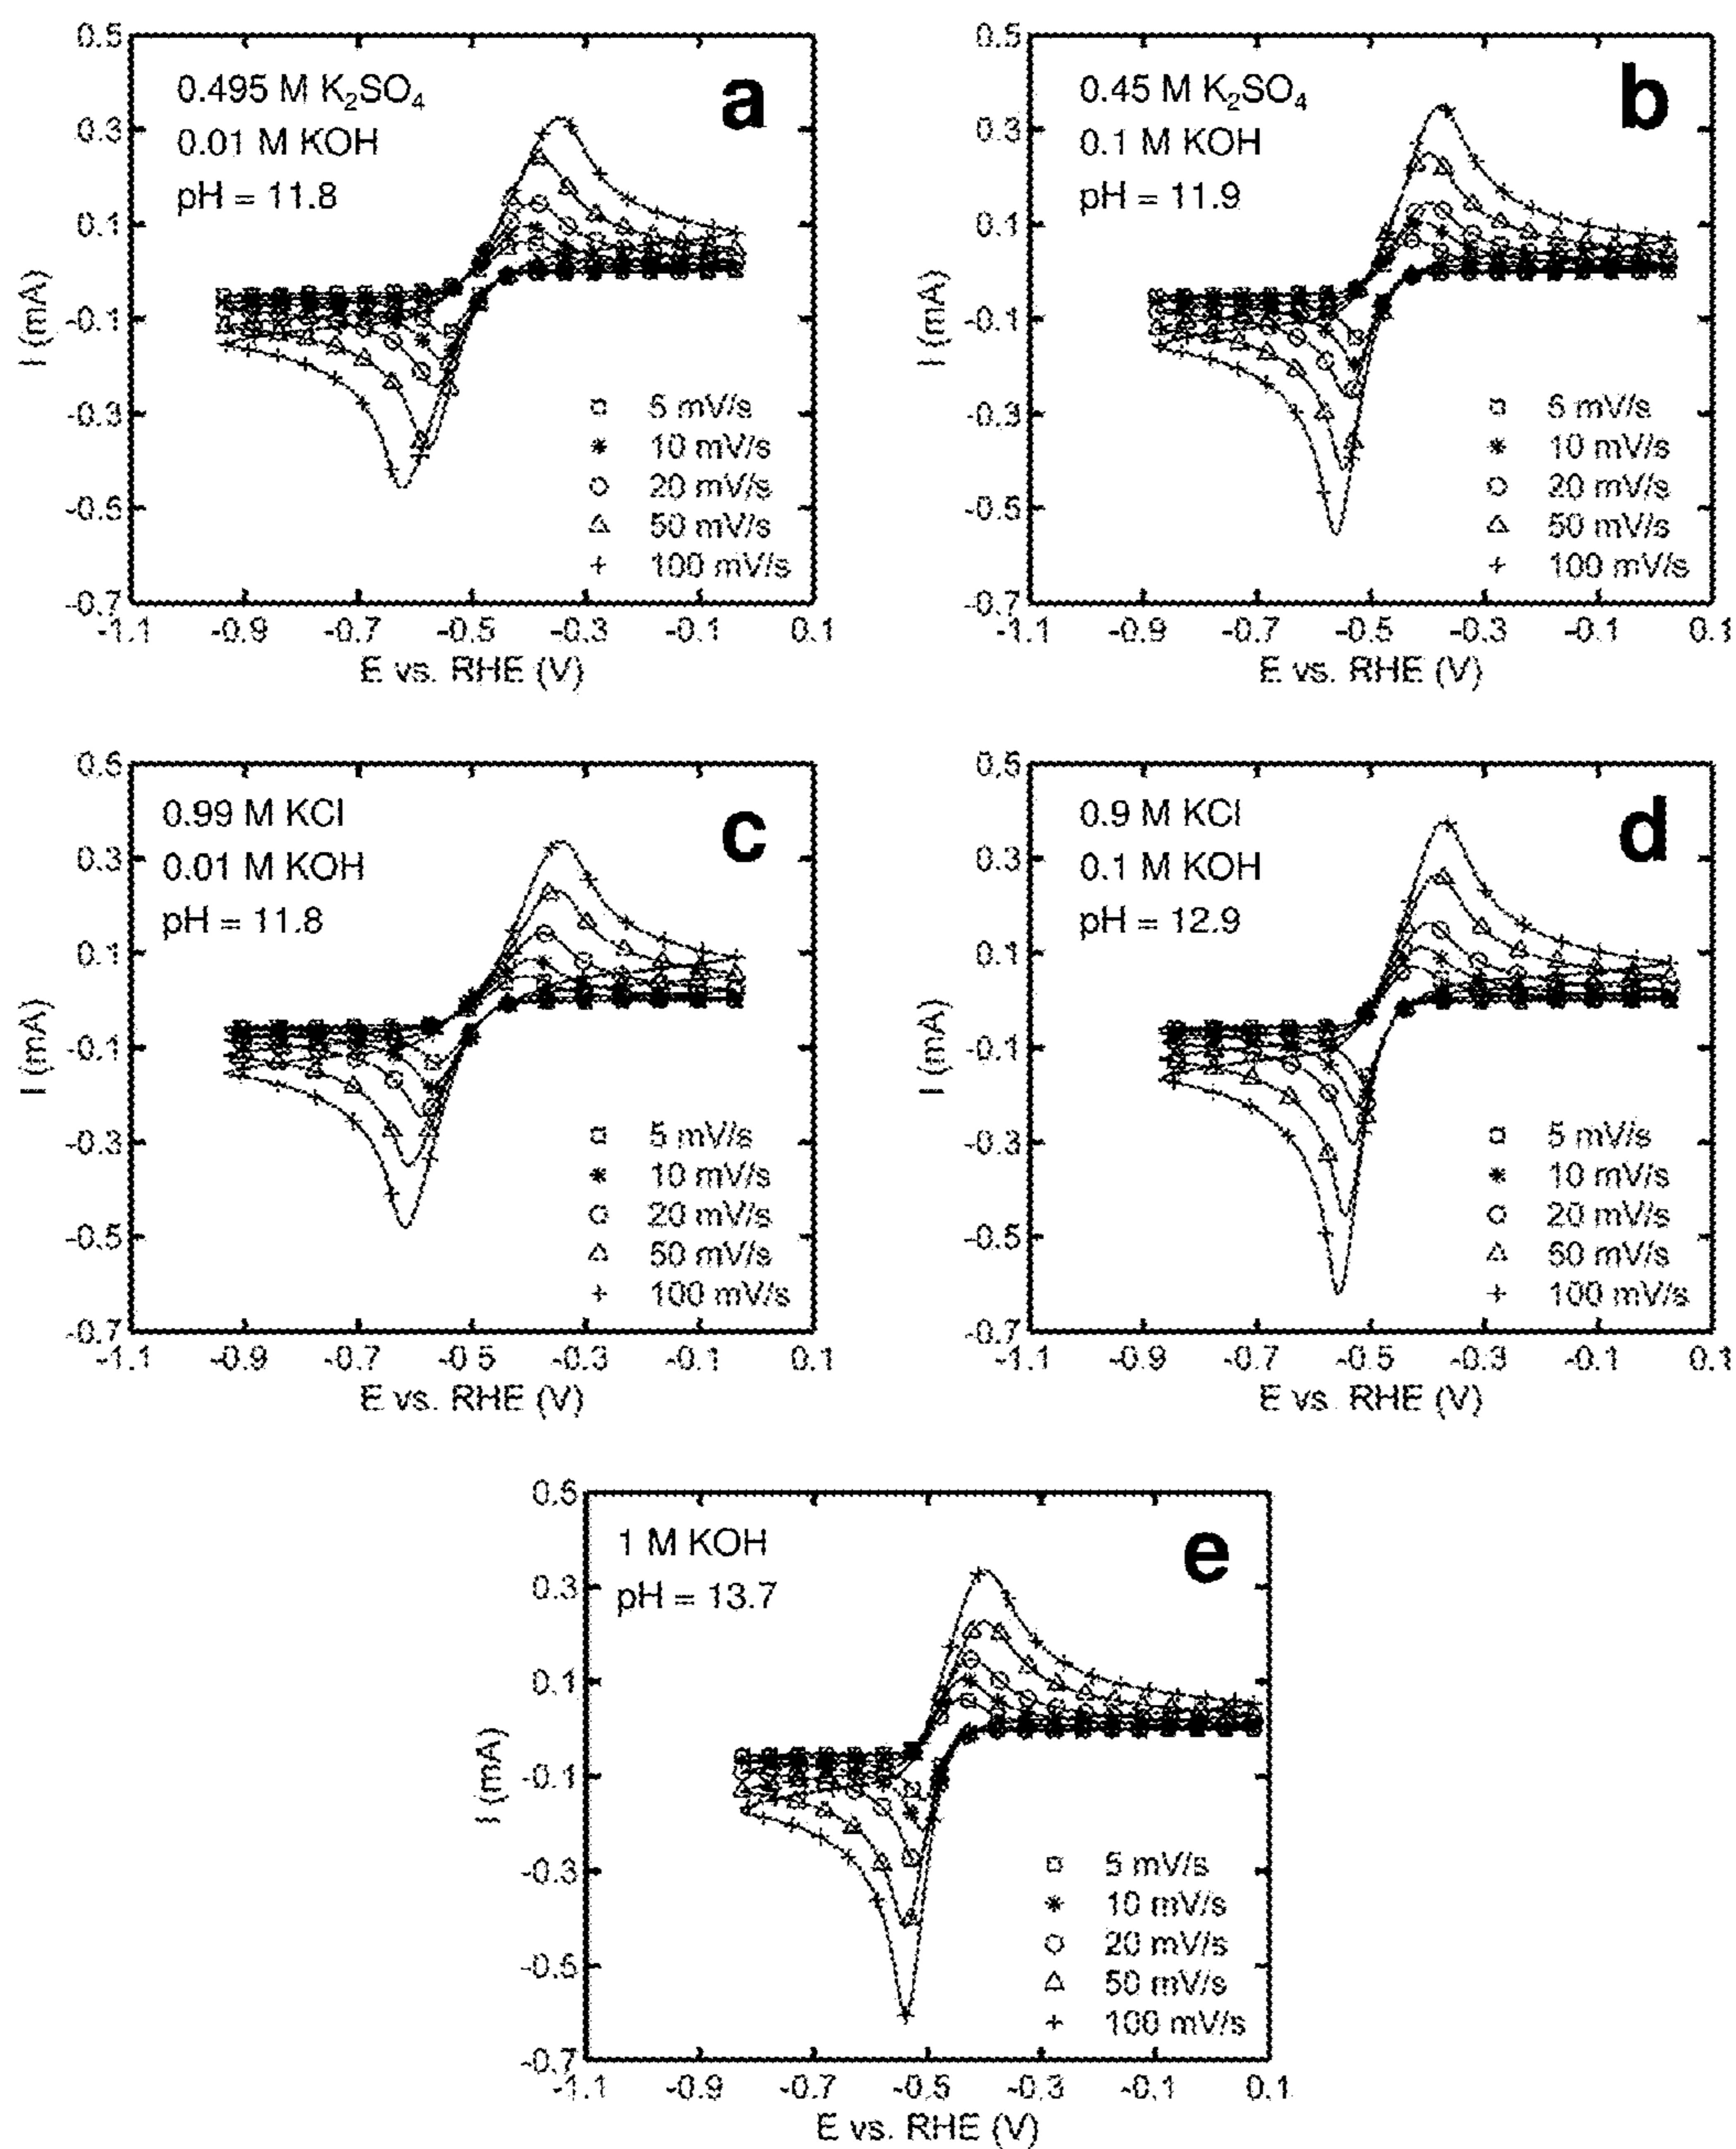 a
0.495 M K₂SO₄
0.01 M KOH
pH = 11.8
0.5
0.3
0.1
-0.1
-0.3
-0.5
-0.7
I (mA)
5 mV/s
10 mV/s
20 mV/s
50 mV/s
100 mV/s
-1.1 -0.9 -0.7 -0.5 -0.3 -0.1 0.1
E vs. RHE (V)
b
0.45 M K₂SO₄
0.1 M KOH
pH = 11.9
0.5
0.3
0.1
-0.1
-0.3
-0.5
-0.7
I (mA)
5 mV/s
10 mV/s
20 mV/s
50 mV/s
100 mV/s
-1.1 -0.9 -0.7 -0.5 -0.3 -0.1 0.1
E vs. RHE (V)
c
0.99 M KCl
0.01 M KOH
pH = 11.8
0.5
0.3
0.1
-0.1
-0.3
-0.5
-0.7
I (mA)
5 mV/s
10 mV/s
20 mV/s
50 mV/s
100 mV/s
-1.1 -0.9 -0.7 -0.5 -0.3 -0.1 0.1
E vs. RHE (V)
d
0.9 M KCl
0.1 M KOH
pH = 12.9
0.5
0.3
0.1
-0.1
-0.3
-0.5
-0.7
I (mA)
5 mV/s
10 mV/s
20 mV/s
50 mV/s
100 mV/s
-1.1 -0.9 -0.7 -0.5 -0.3 -0.1 0.1
E vs. RHE (V)
e
1 M KOH
pH = 13.7
0.5
0.3
0.1
-0.1
-0.3
-0.5
-0.7
I (mA)
5 mV/s
10 mV/s
20 mV/s
50 mV/s
100 mV/s
-1.1 -0.9 -0.7 -0.5 -0.3 -0.1 0.1
E vs. RHE (V)